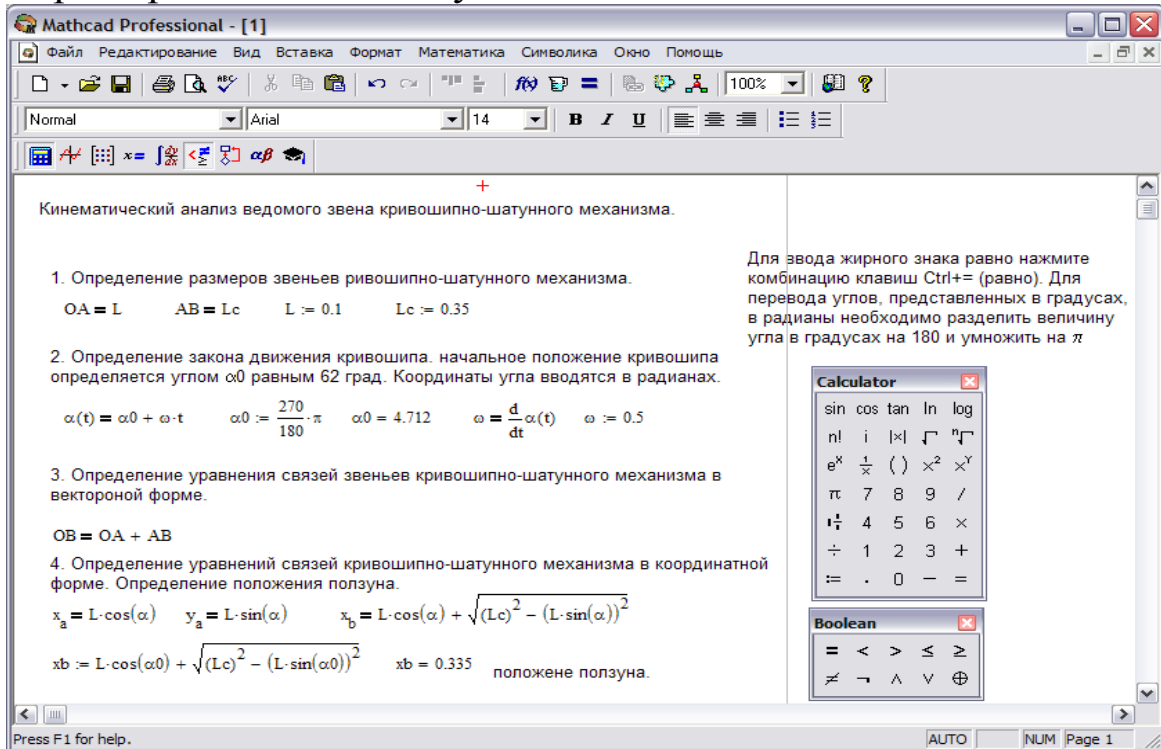 Mathcad Professional - [1]
Файл Редактирование Вид Вставка Формат Математика Символика Окно Помощь
100%
Normal Arial 14 B I U
Кинематический анализ ведомого звена кривошипно-шатунного механизма.
1. Определение размеров звеньев ривошипно-шатунного механизма.
OA = L AB = Lc L := 0.1 Lc := 0.35
2. Определение закона движения кривошипа. начальное положение кривошипа
определяется углом α0 равным 62 град. Координаты угла вводятся в радианах.
α(t) = α0 + ω·t α0 := 270/180·π α0 = 4.712 ω = d/dt α(t) ω := 0.5
3. Определение уравнения связей звеньев кривошипно-шатунного механизма в
вектороной форме.
OB = OA + AB
4. Определение уравнений связей кривошипно-шатунного механизма в координатной
форме. Определение положения ползуна.
x_a = L·cos(α) y_a = L·sin(α) x_b = L·cos(α) + √((Lc)² − (L·sin(α))²)
xb := L·cos(α0) + √((Lc)² − (L·sin(α0))²) xb = 0.335 положене ползуна.
Для ввода жирного знака равно нажмите
комбинацию клавиш Ctrl+= (равно). Для
перевода углов, представленных в градусах,
в радианы необходимо разделить величину
угла в градусах на 180 и умножить на π
Calculator
sin cos tan ln log
n! i |×| √ ⁿ√
eˣ 1/x ( ) ×² ×ʸ
π 7 8 9 /
4 5 6 ×
÷ 1 2 3 +
:= . 0 − =
Boolean
= < > ≤ ≥
≠ ¬ ∧ ∨ ⊕
Press F1 for help.
AUTO NUM Page 1